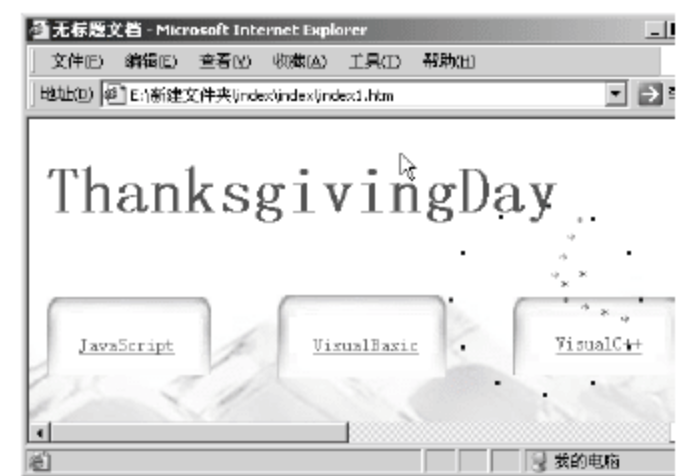 无标题文档 - Microsoft Internet Explorer
文件(F) 编辑(E) 查看(V) 收藏(A) 工具(T) 帮助(H)
地址(D) E:\新建文件夹\index\index\index1.htm
ThanksgivingDay
JavaScript VisualBasic VisualC++
我的电脑